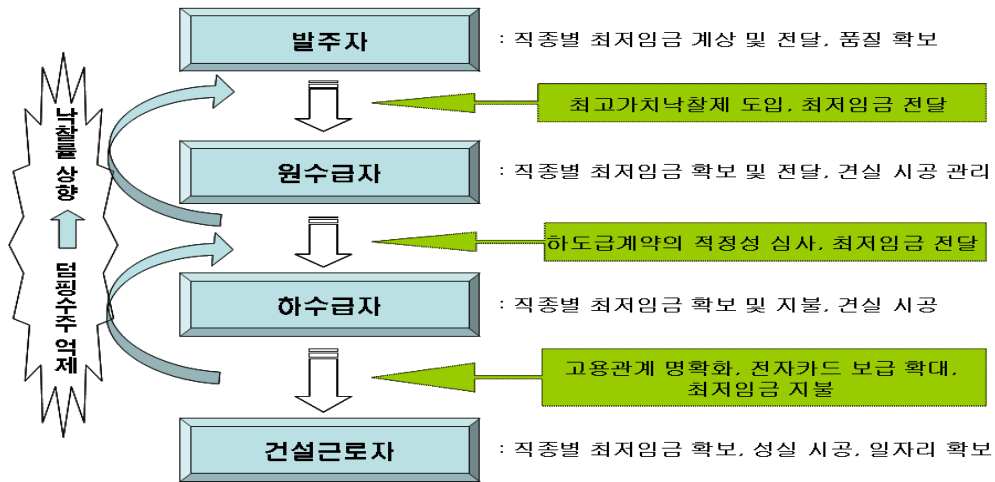 발주자
: 직종별 최저임금 계상 및 전달, 품질 확보
최고가치낙찰제 도입, 최저임금 전달
원수급자
: 직종별 최저임금 확보 및 전달, 견실 시공 관리
하도급계약의 적정성 심사, 최저임금 전달
하수급자
: 직종별 최저임금 확보 및 지불, 견실 시공
고용관계 명확화, 전자카드 보급 확대,
최저임금 지불
건설근로자
: 직종별 최저임금 확보, 성실 시공, 일자리 확보
낙찰률 상향
덤핑수주 억제